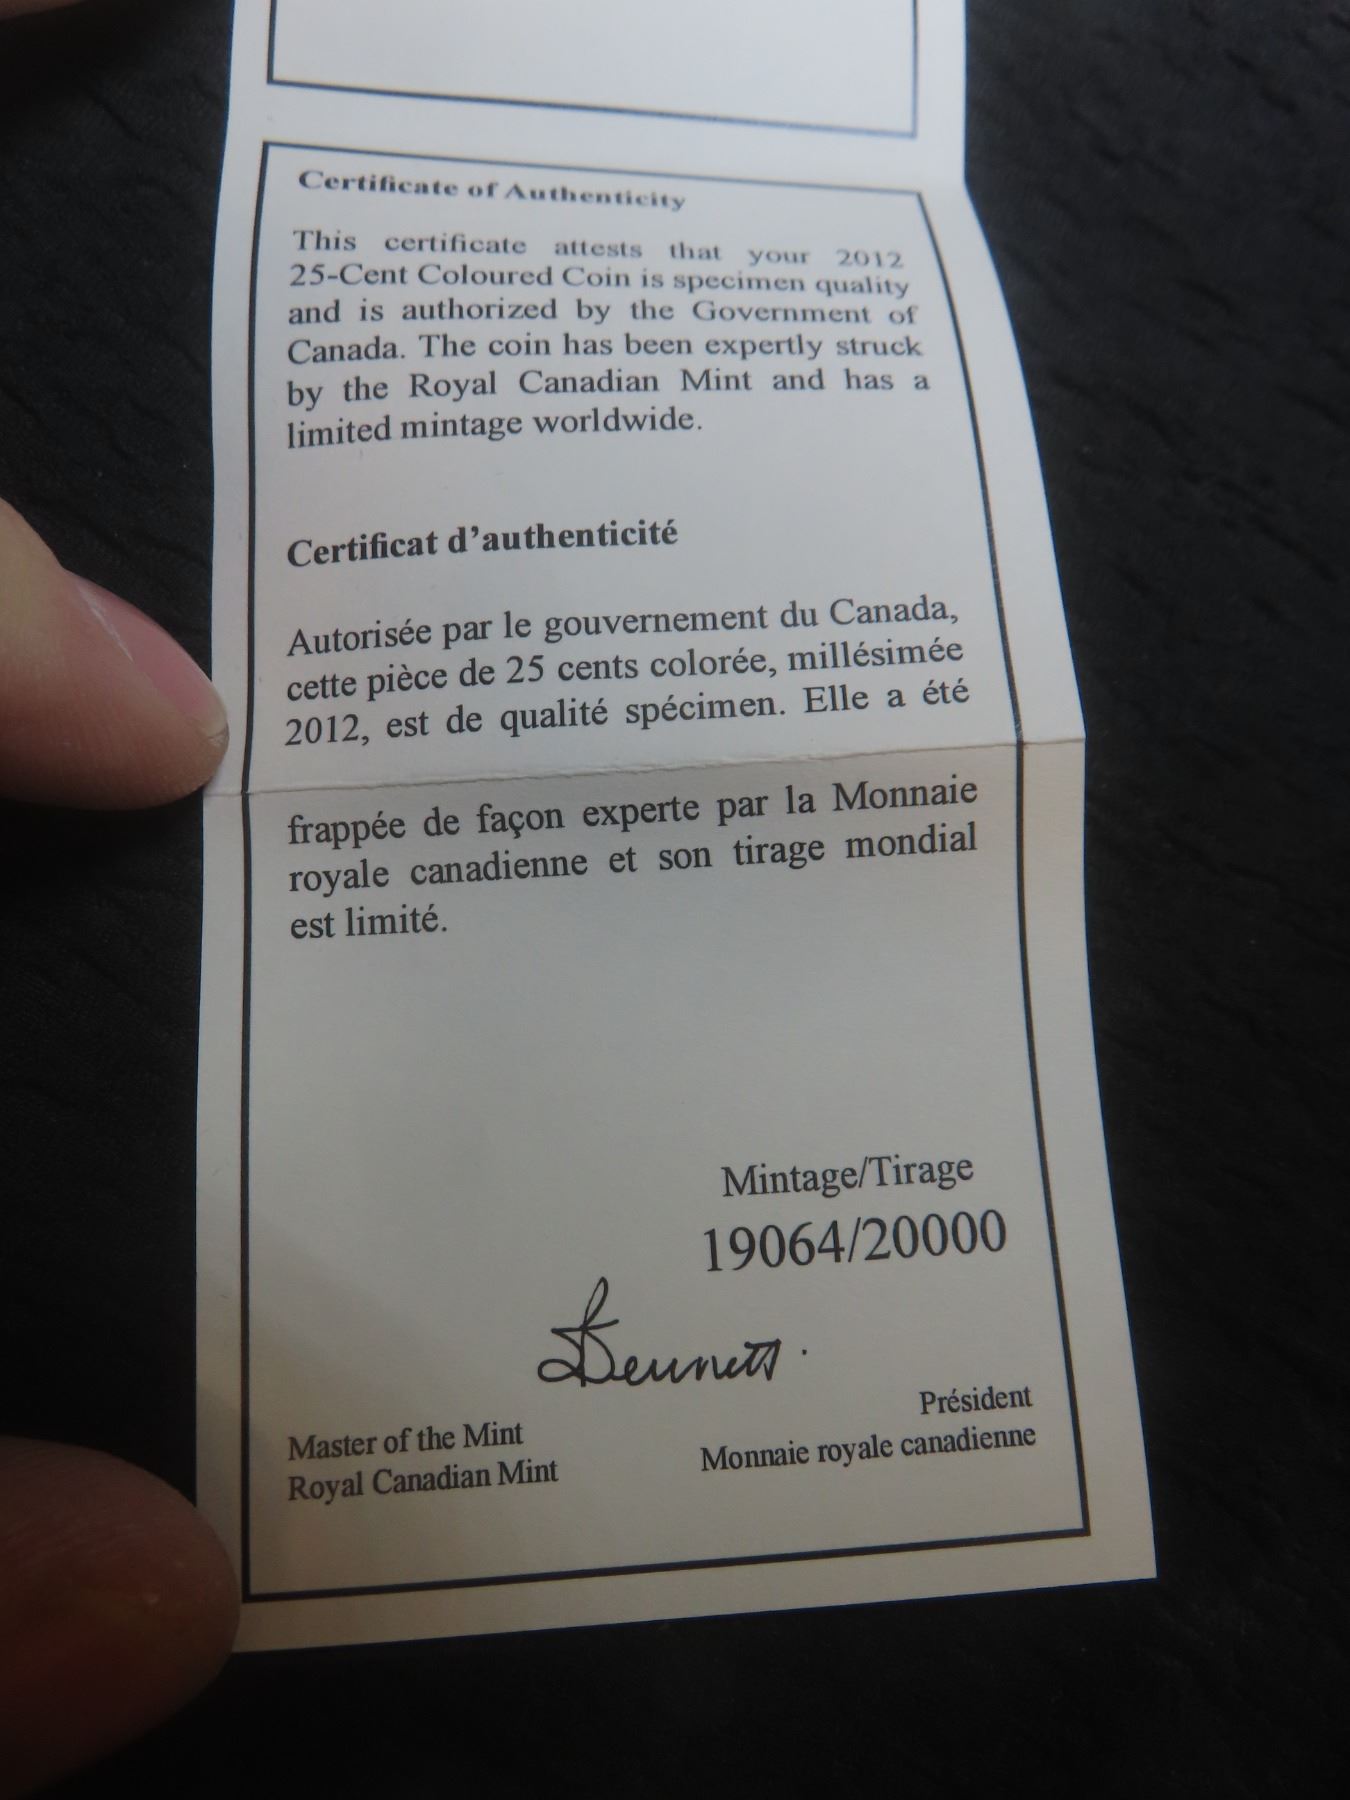 Certificate of Authenticity
This certificate attests that your 2012
25-Cent Coloured Coin is specimen quality
and is authorized by the Government of
Canada. The coin has been expertly struck
by the Royal Canadian Mint and has a
limited mintage worldwide.
Certificat d’authenticité
Autorisée par le gouvernement du Canada,
cette pièce de 25 cents colorée, millésimée
2012, est de qualité spécimen. Elle a été
frappée de façon experte par la Monnaie
royale canadienne et son tirage mondial
est limité.
Mintage/Tirage
19064/20000
Bennett
Master of the Mint
Royal Canadian Mint
Président
Monnaie royale canadienne